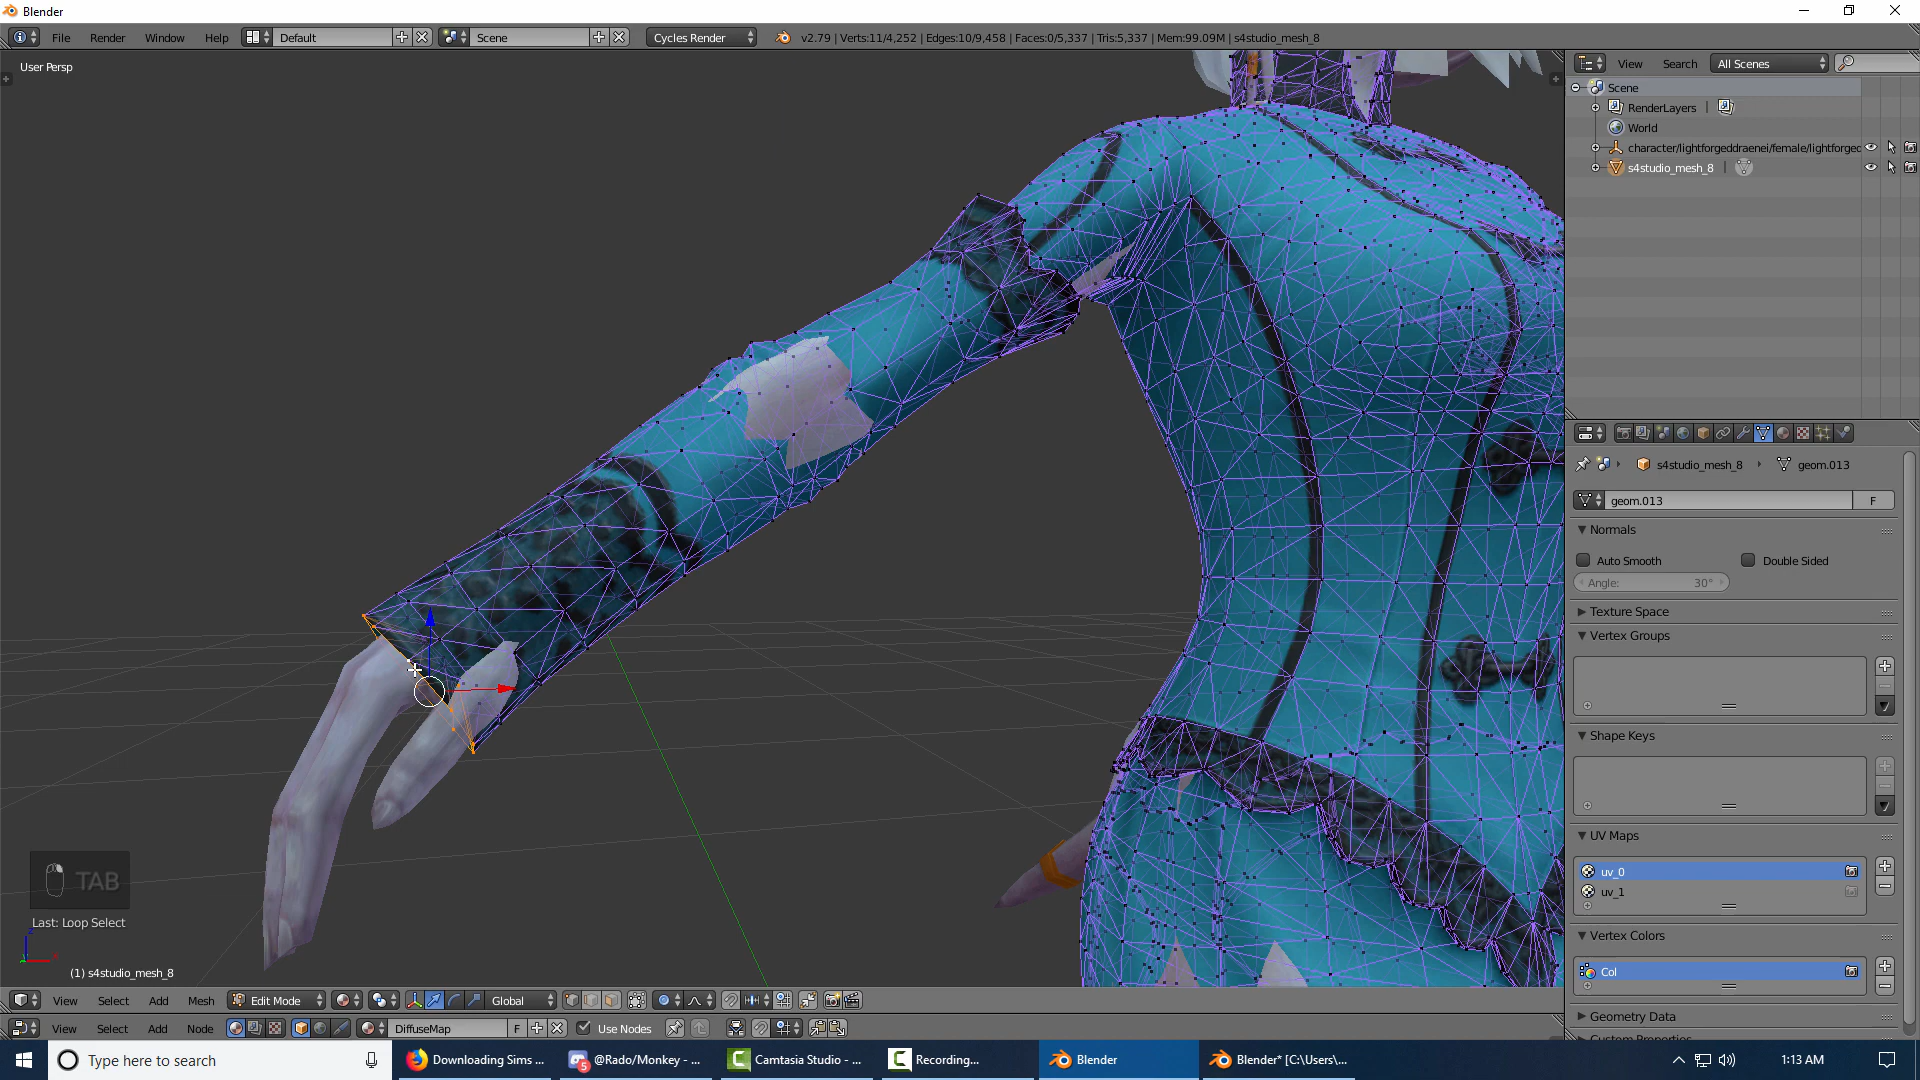 Blender
File Render Window Help Default Scene Cycles Render v2.79 | Verts:11/4,252 | Edges:10/9,458 | Faces:0/5,337 | Tris:5,337 | Mem:99.09M | s4studio_mesh_8
User Persp
View Search All Scenes
Scene
RenderLayers
World
character/lightforgeddraenei/female/lightforged
s4studio_mesh_8
s4studio_mesh_8 geom.013
geom.013 F
Normals
Auto Smooth Double Sided
Angle: 30°
Texture Space
Vertex Groups
Shape Keys
UV Maps
uv_0
uv_1
Vertex Colors
Col
Geometry Data
Custom Properties
TAB
Last: Loop Select
(1) s4studio_mesh_8
View Select Add Mesh Edit Mode Global
View Select Add Node DiffuseMap F Use Nodes
Type here to search Downloading Sims ... @Rado/Monkey - ... Camtasia Studio - ... Recording... Blender Blender* [C:\Users\... 1:13 AM